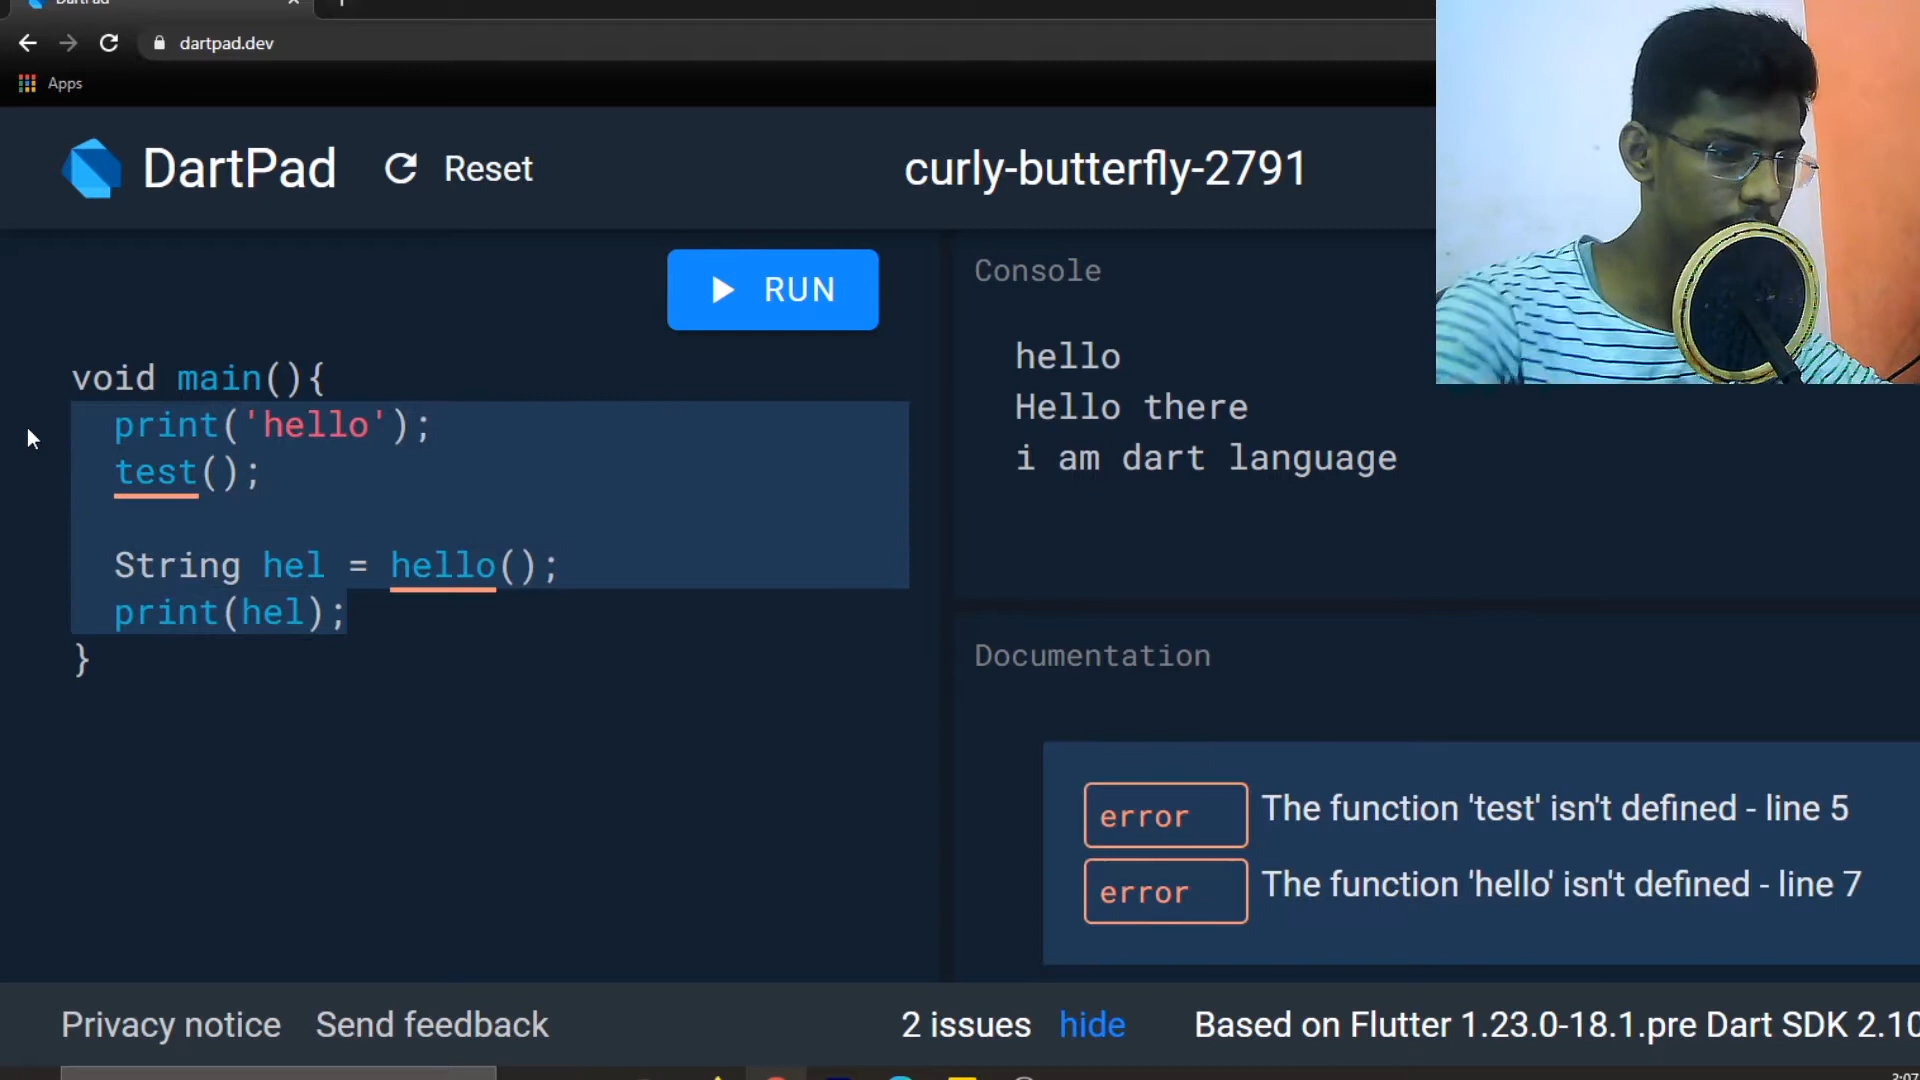 dartpad.dev
Apps
DartPad
Reset
curly-butterfly-2791
RUN
void main(){
print('hello');
test();
String hel = hello();
print(hel);
}
Console
hello
Hello there
i am dart language
Documentation
error The function 'test' isn't defined - line 5
error The function 'hello' isn't defined - line 7
Privacy notice
Send feedback
2 issues
hide
Based on Flutter 1.23.0-18.1.pre Dart SDK 2.10